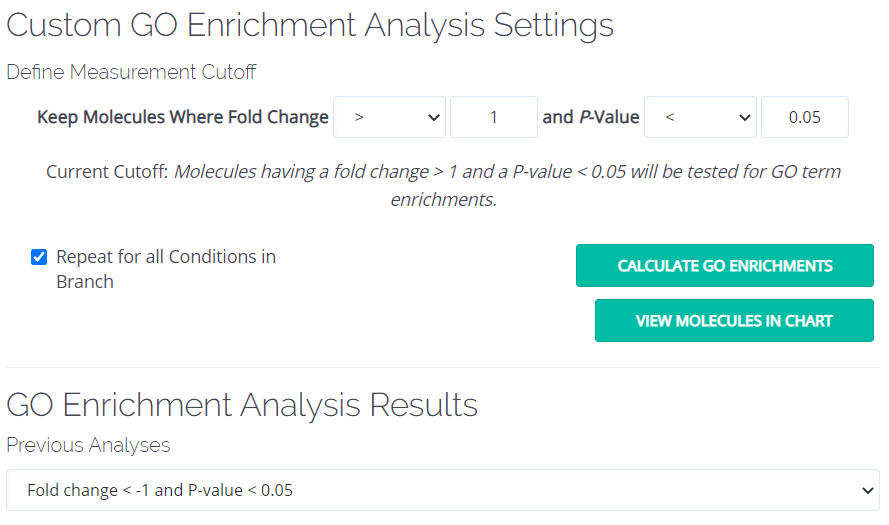 Custom GO Enrichment Analysis Settings
Define Measurement Cutoff
Keep Molecules Where Fold Change > 1 and P-Value < 0.05
Current Cutoff: Molecules having a fold change > 1 and a P-value < 0.05 will be tested for GO term
enrichments.
Repeat for all Conditions in
Branch
CALCULATE GO ENRICHMENTS
VIEW MOLECULES IN CHART
GO Enrichment Analysis Results
Previous Analyses
Fold change < -1 and P-value < 0.05